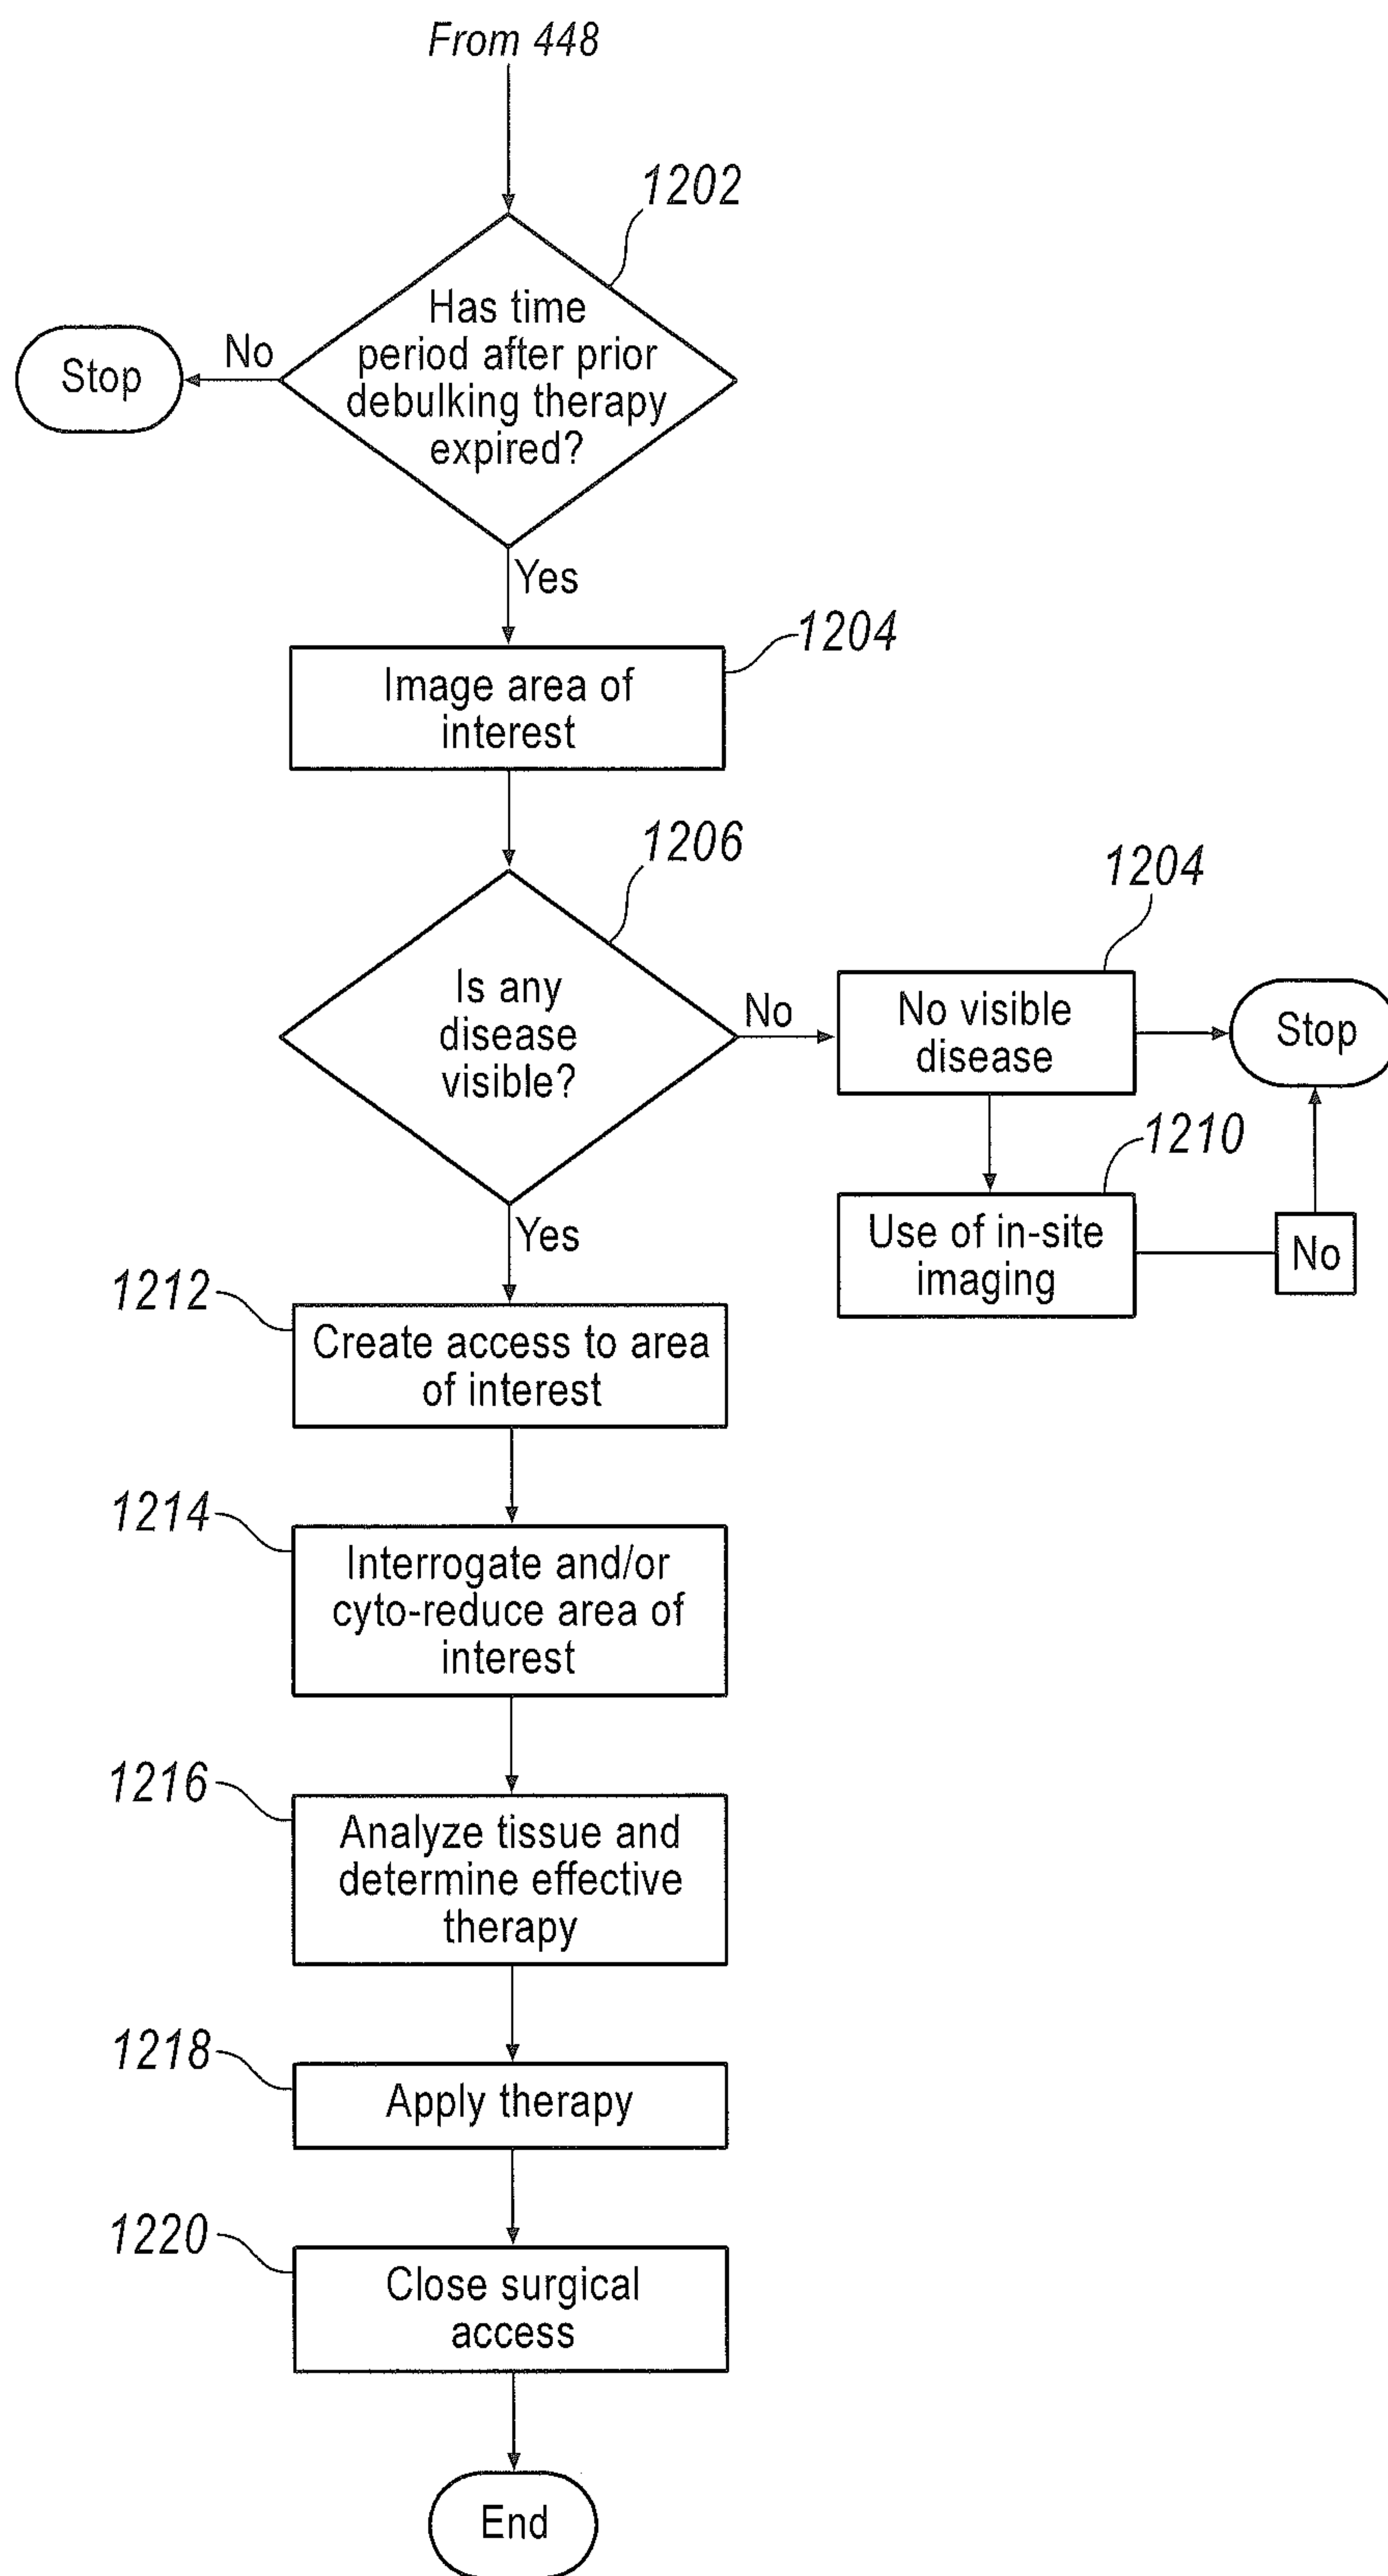 From 448
1202
Has time
period after prior
debulking therapy
expired?
No
Stop
Yes
1204
Image area of
interest
1206
Is any
disease
visible?
No
1204
No visible
disease
Stop
1210
Use of in-site
imaging
No
Yes
1212
Create access to area
of interest
1214
Interrogate and/or
cyto-reduce area of
interest
1216
Analyze tissue and
determine effective
therapy
1218
Apply therapy
1220
Close surgical
access
End